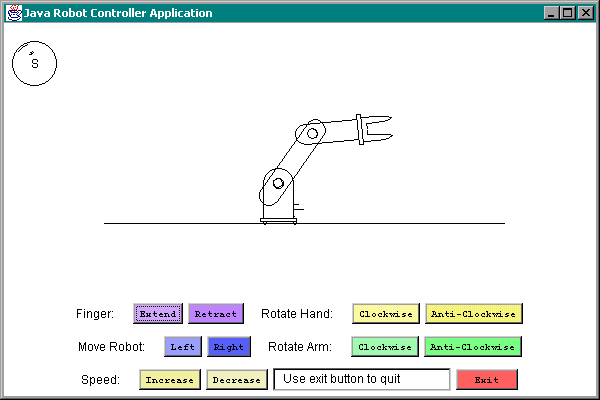 Java Robot Controller Application
S
Finger: Extend Retract Rotate Hand: Clockwise Anti-Clockwise
Move Robot: Left Right Rotate Arm: Clockwise Anti-Clockwise
Speed: Increase Decrease Use exit button to quit Exit